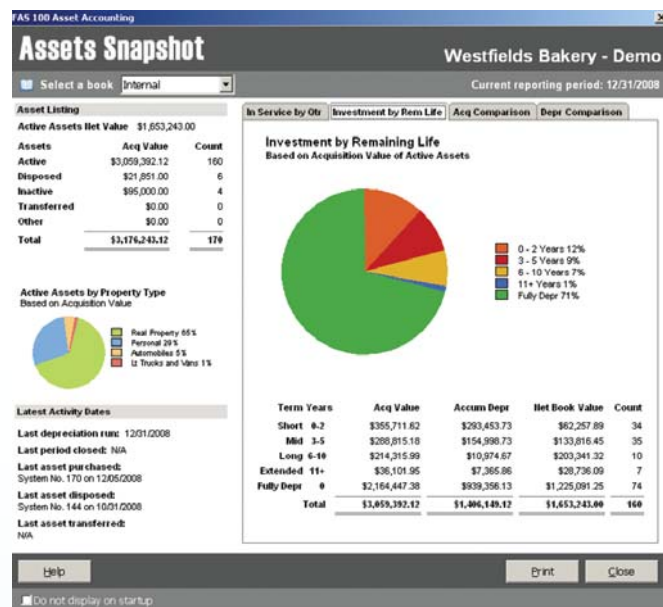 FAS 100 Asset Accounting
Assets Snapshot
Westfields Bakery - Demo
Select a book Internal
Current reporting period: 12/31/2008
Asset Listing
Active Assets Net Value $1,653,243.00
Assets Acq Value Count
Active $3,059,392.12 160
Disposed $21,851.00 6
Inactive $95,000.00 4
Transferred $0.00 0
Other $0.00 0
Total $3,176,243.12 170
Active Assets by Property Type
Based on Acquisition Value
Real Property 65%
Personal 29%
Automobiles 5%
lz Trucks and Vans 1%
Latest Activity Dates
Last depreciation run: 12/31/2008
Last period closed: N/A
Last asset purchased:
System No. 170 on 12/05/2008
Last asset disposed:
System No. 144 on 10/31/2008
Last asset transferred:
N/A
In Service by Qtr Investment by Rem Life Acq Comparison Depr Comparison
Investment by Remaining Life
Based on Acquisition Value of Active Assets
0 - 2 Years 12%
3 - 5 Years 9%
6 - 10 Years 7%
11+ Years 1%
Fully Depr 71%
Term Years Acq Value Accum Depr Net Book Value Count
Short 0-2 $355,711.62 $293,453.73 $62,257.89 34
Mid 3-5 $288,815.18 $154,998.73 $133,816.45 35
Long 6-10 $214,315.99 $10,974.67 $203,341.32 10
Extended 11+ $36,101.95 $7,365.86 $28,736.09 7
Fully Depr 0 $2,164,447.38 $939,356.13 $1,225,091.25 74
Total $3,059,392.12 $1,406,149.12 $1,653,243.00 160
Help Print Close
Do not display on startup